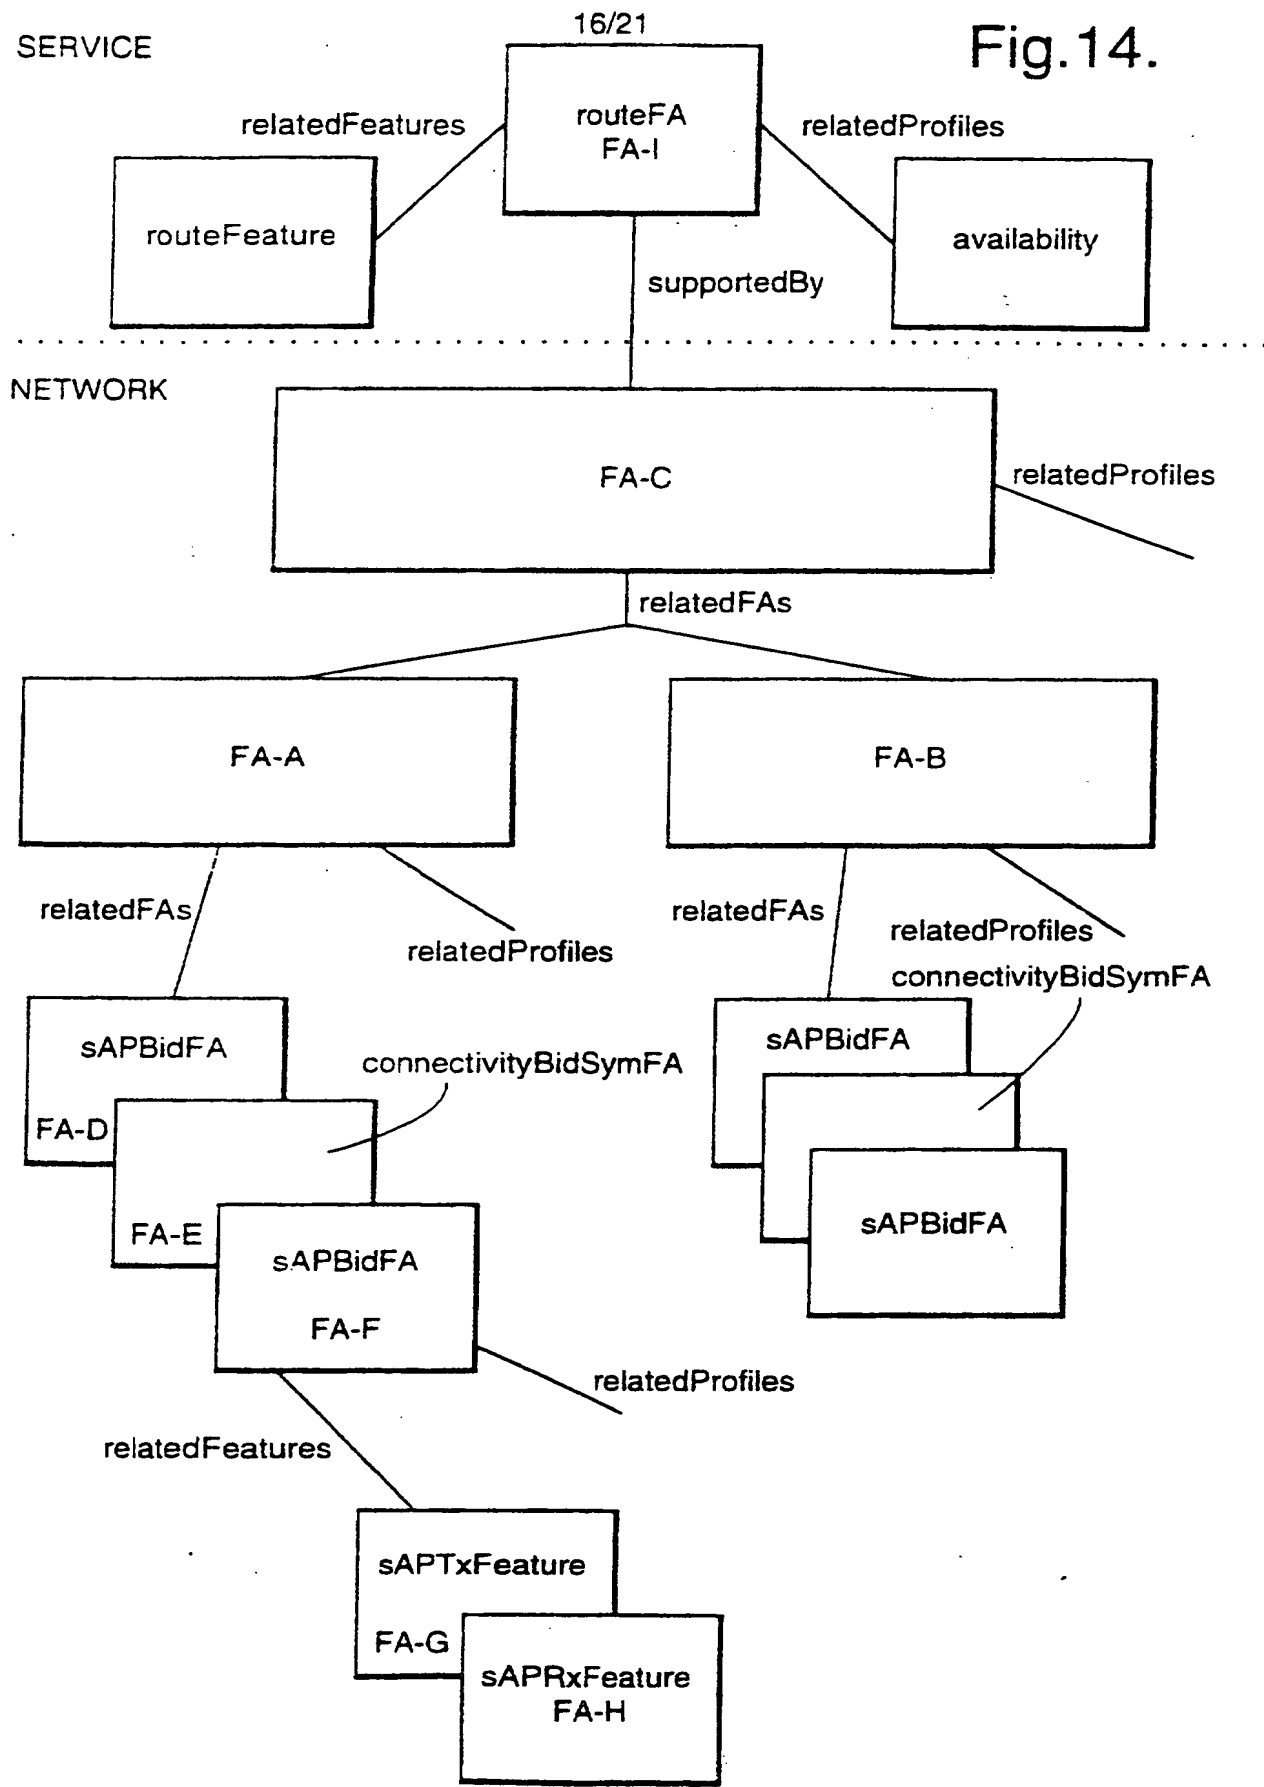 16/21
SERVICE
Fig.14.
routeFA
FA-I
relatedFeatures
relatedProfiles
routeFeature
availability
supportedBy
NETWORK
FA-C
relatedProfiles
relatedFAs
FA-A
FA-B
relatedFAs
relatedProfiles
relatedFAs
relatedProfiles
connectivityBidSymFA
sAPBidFA
FA-D
connectivityBidSymFA
FA-E
sAPBidFA
FA-F
sAPBidFA
sAPBidFA
relatedProfiles
relatedFeatures
sAPTxFeature
FA-G
sAPRxFeature
FA-H